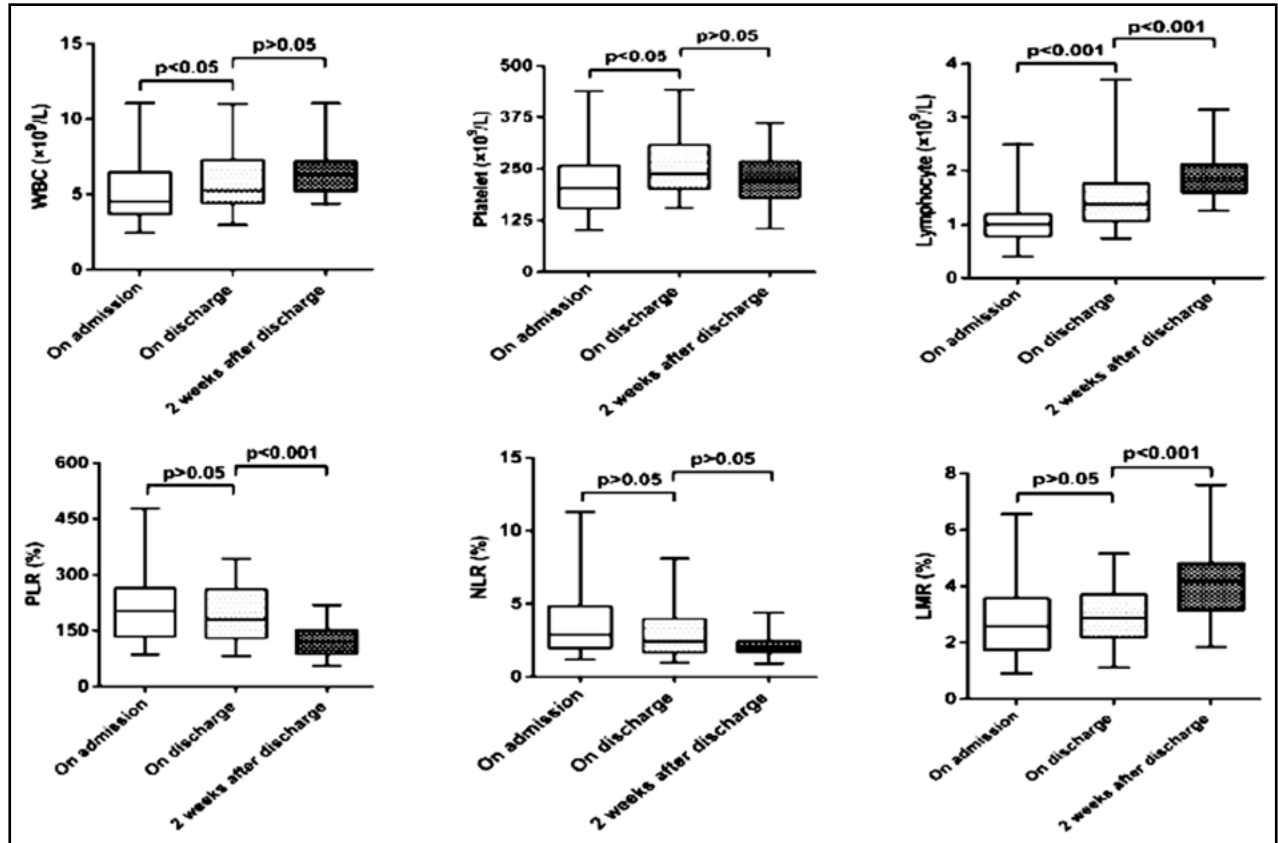 p<0.05
p>0.05
15
10
5
0
WBC (×10⁹/L)
On admission
On discharge
2 weeks after discharge
p<0.05
p>0.05
500
375
250
125
0
Platelet (×10⁹/L)
On admission
On discharge
2 weeks after discharge
p<0.001
p<0.001
4
3
2
1
0
Lymphocyte (×10⁹/L)
On admission
On discharge
2 weeks after discharge
p>0.05
p<0.001
600
450
300
150
0
PLR (%)
On admission
On discharge
2 weeks after discharge
p>0.05
p>0.05
15
10
5
0
NLR (%)
On admission
On discharge
2 weeks after discharge
p>0.05
p<0.001
8
6
4
2
0
LMR (%)
On admission
On discharge
2 weeks after discharge